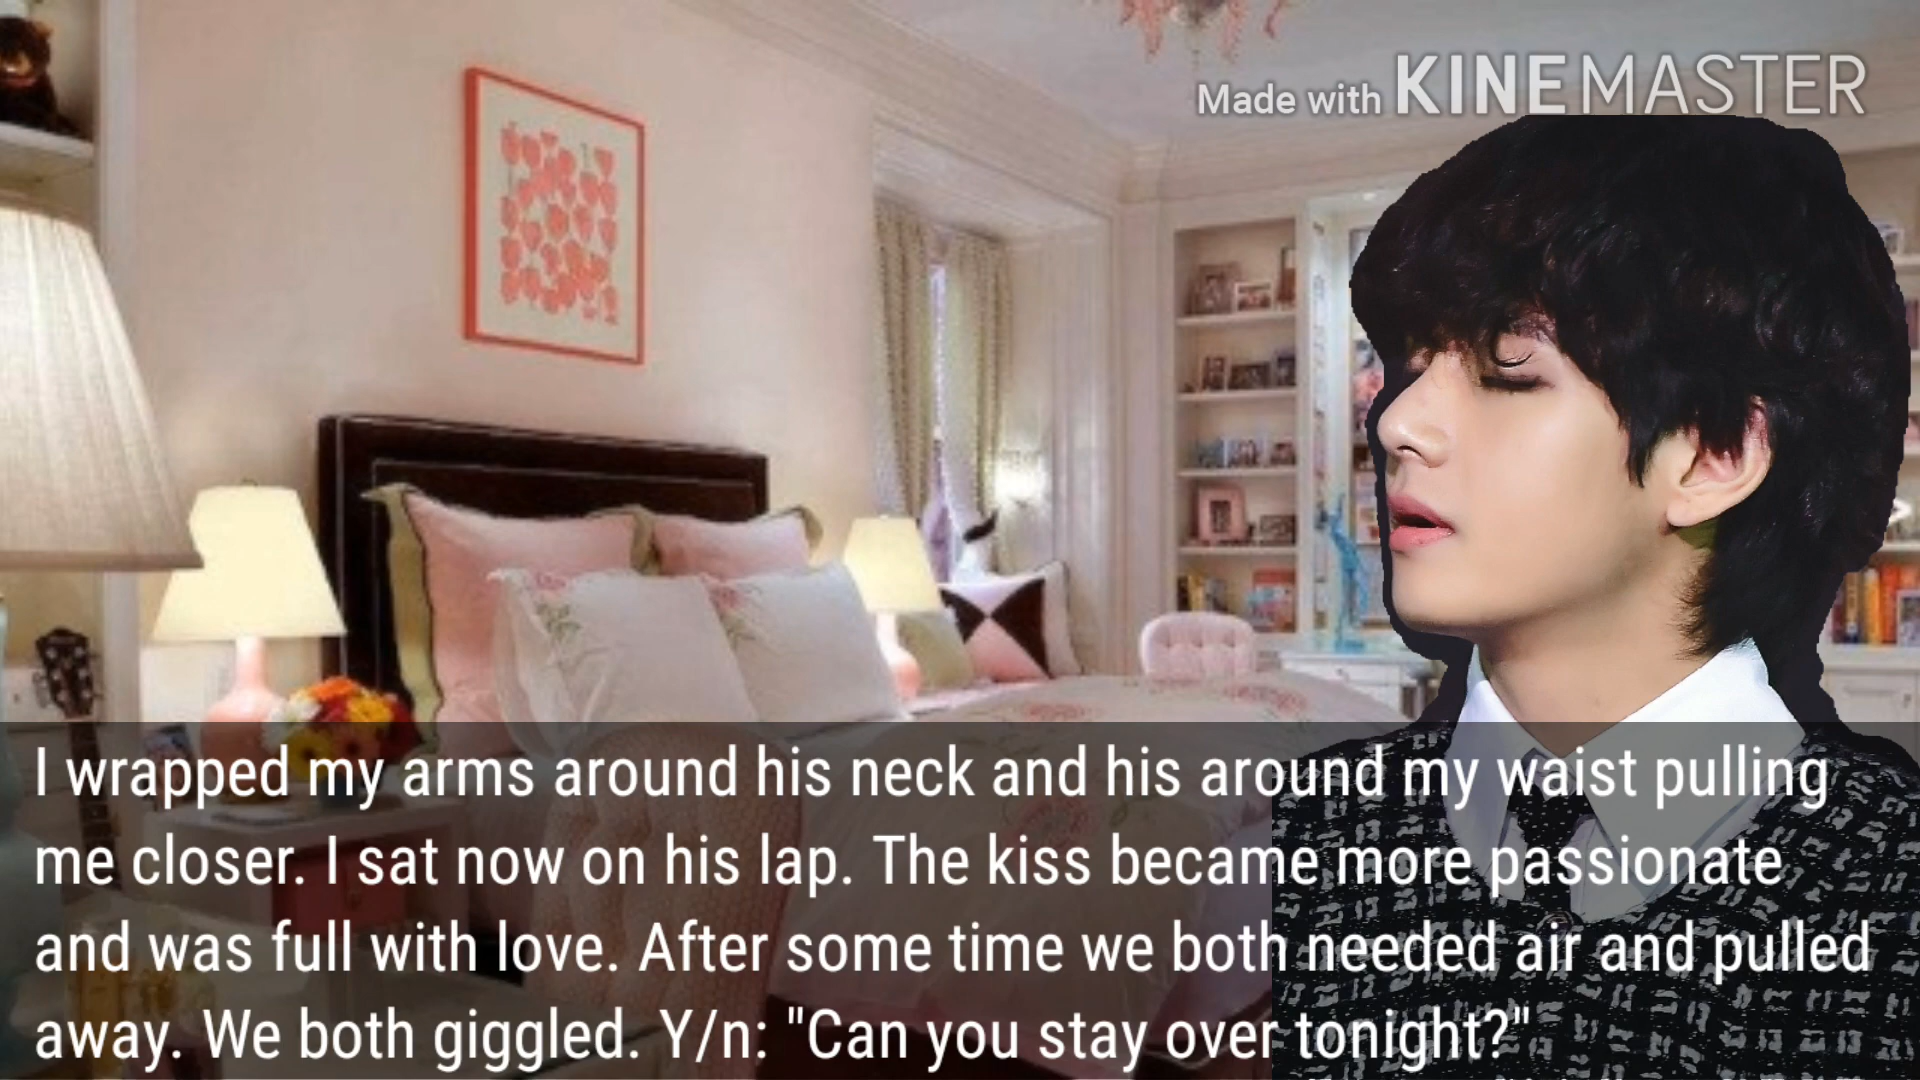 Made with KINEMASTER
I wrapped my arms around his neck and his around my waist pulling
me closer. I sat now on his lap. The kiss became more passionate
and was full with love. After some time we both needed air and pulled
away. We both giggled. Y/n: "Can you stay over tonight?"